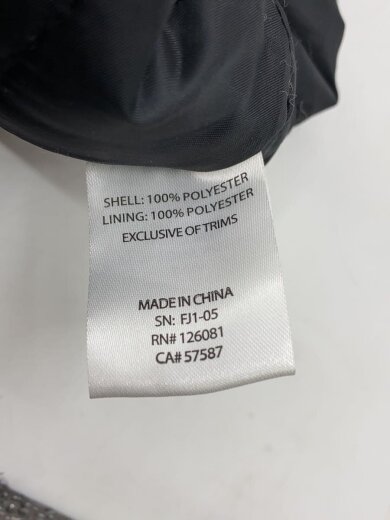 SHELL: 100% POLYESTER
LINING: 100% POLYESTER
EXCLUSIVE OF TRIMS
MADE IN CHINA
SN: FJ1-05
RN# 126081
CA# 57587